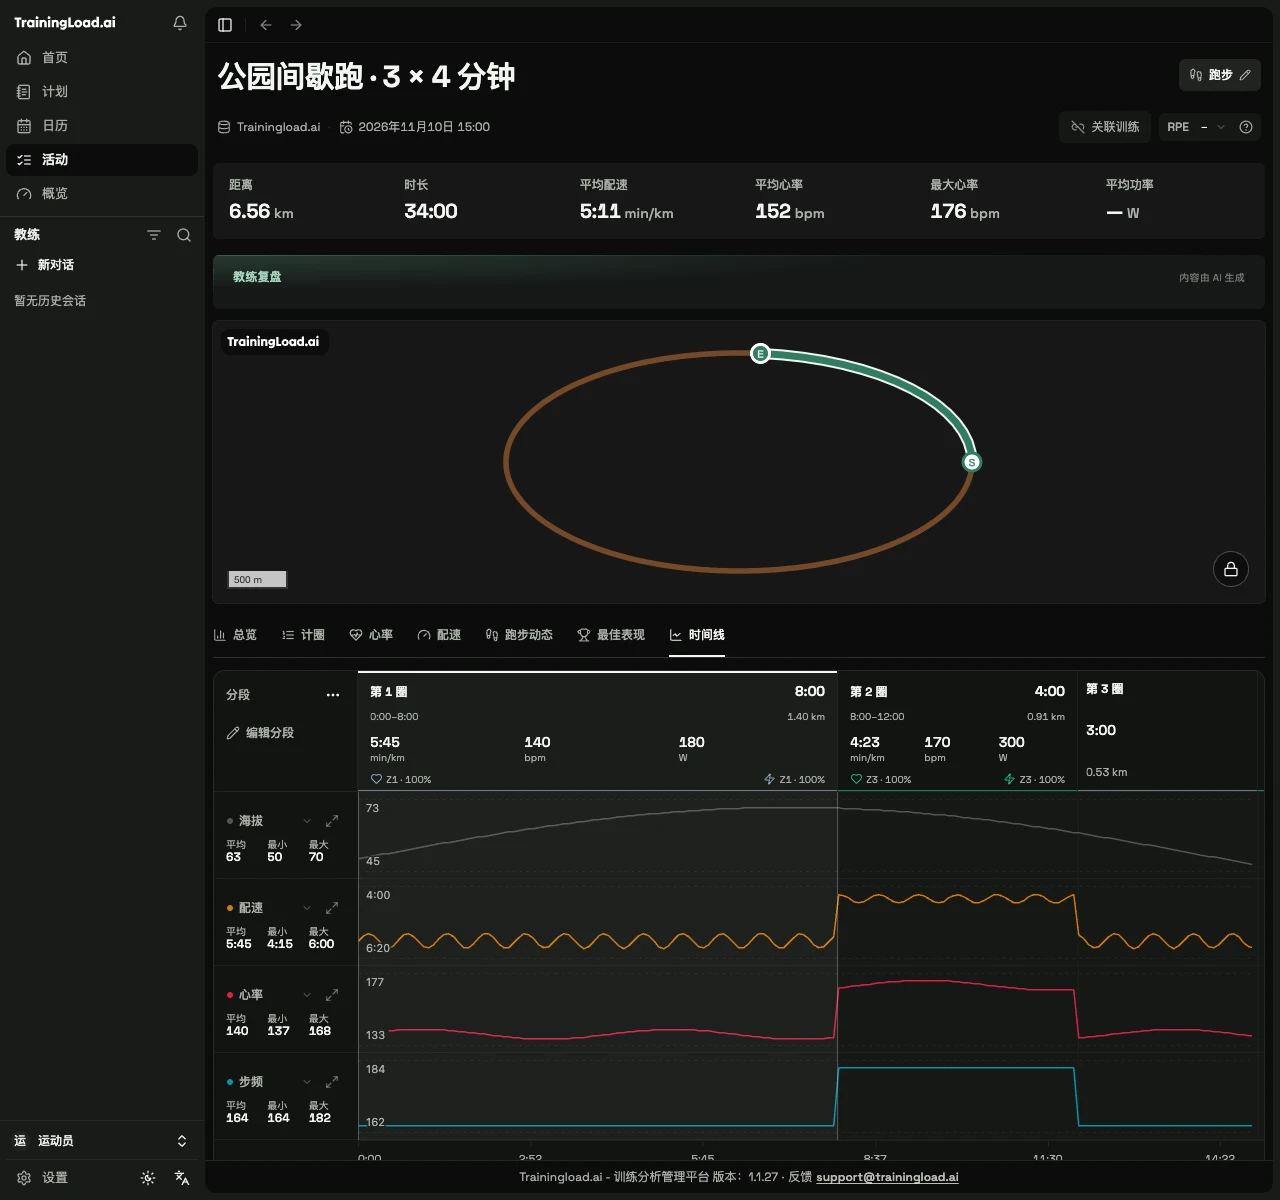 TrainingLoad.ai
首页
计划
日历
活动
概览
教练
新对话
暂无历史会话
运 运动员
设置
公园间歇跑 · 3 × 4 分钟
跑步
Trainingload.ai · 2026年11月10日 15:00
关联训练
RPE –
距离 时长 平均配速 平均心率 最大心率 平均功率
6.56 km 34:00 5:11 min/km 152 bpm 176 bpm — W
教练复盘
内容由 AI 生成
TrainingLoad.ai
E
S
500 m
总览 计圈 心率 配速 跑步动态 最佳表现 时间线
分段 ···
编辑分段
第 1 圈 8:00
0:00–8:00 1.40 km
5:45 140 180
min/km bpm W
Z1 · 100% Z1 · 100%
第 2 圈 4:00
8:00–12:00 0.91 km
4:23 170 300
min/km bpm W
Z3 · 100% Z3 · 100%
第 3 圈
3:00
0.53 km
海拔
平均 最小 最大
63 50 70
73
45
配速
平均 最小 最大
5:45 4:15 6:00
4:00
6:20
心率
平均 最小 最大
140 137 168
177
133
步频
平均 最小 最大
164 164 182
184
162
0:00 2:52 5:45 8:37 11:30 14:22
Trainingload.ai - 训练分析管理平台 版本：1.1.27 · 反馈 support@trainingload.ai